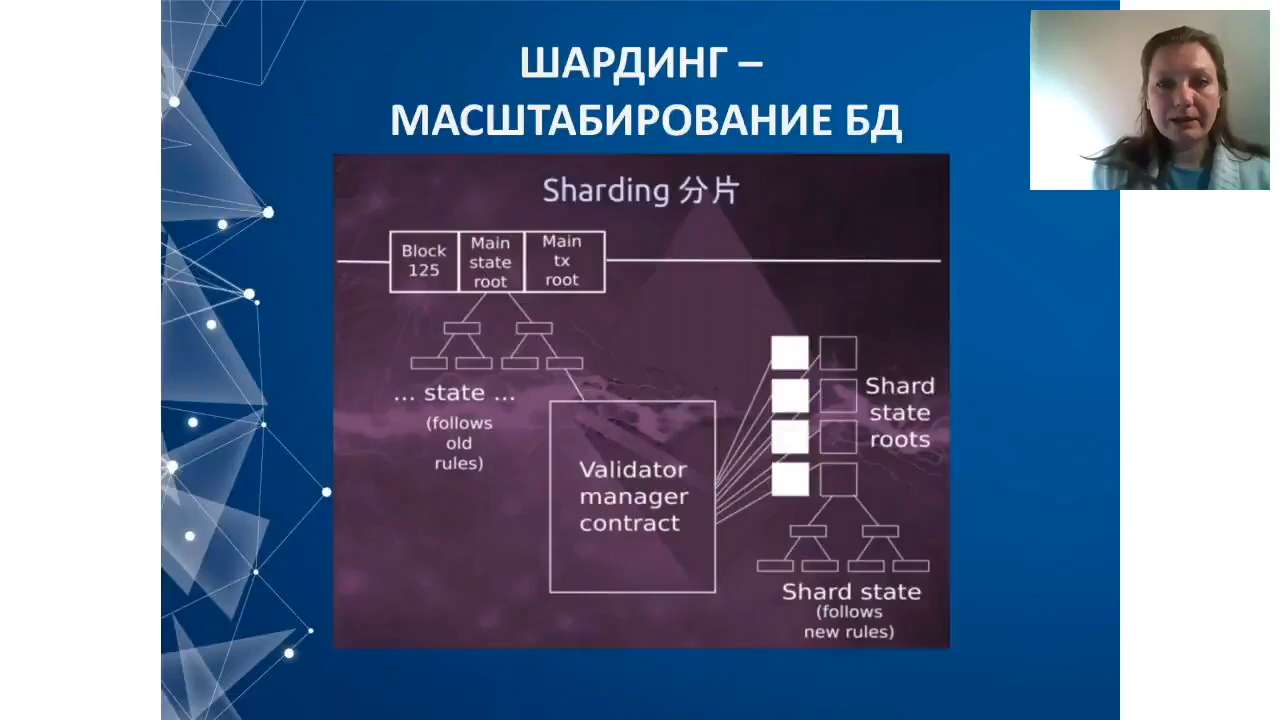 ШАРДИНГ –
МАСШТАБИРОВАНИЕ БД
Sharding 分片
Block
125
Main
state
root
Main
tx
root
... state ...
(follows
old
rules)
Validator
manager
contract
Shard
state
roots
Shard state
(follows
new rules)